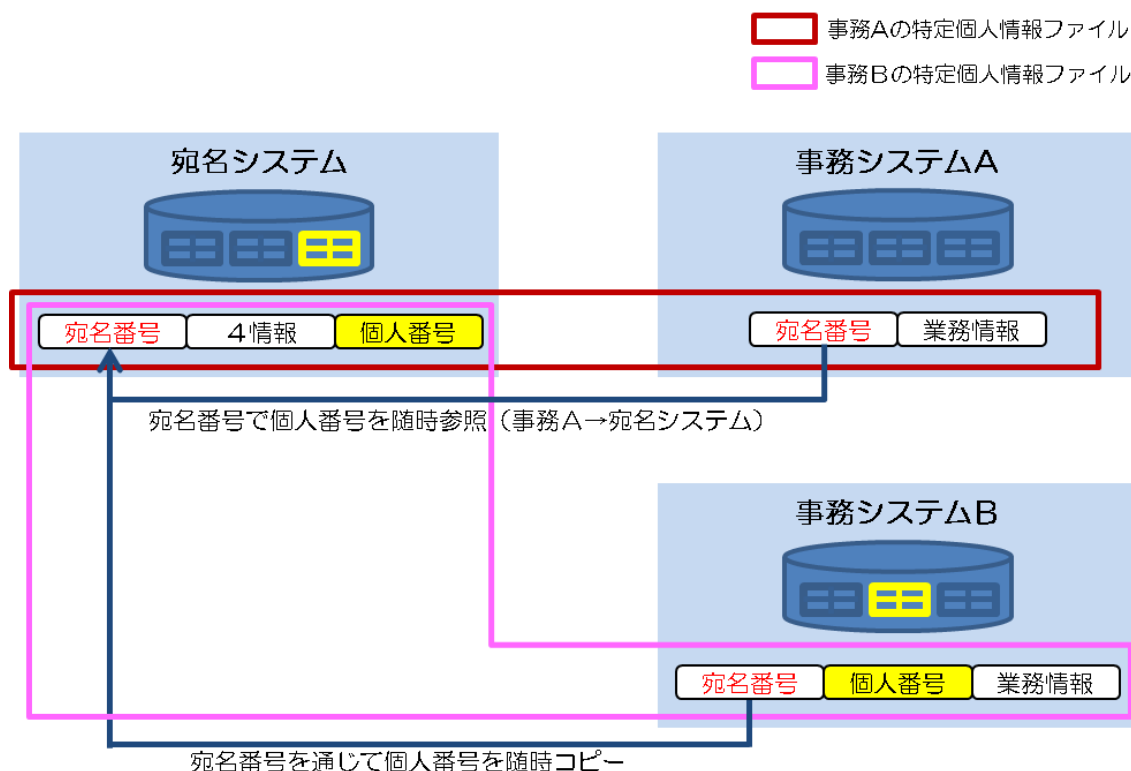 事務Aの特定個人情報ファイル
事務Bの特定個人情報ファイル
宛名システム
事務システムA
宛名番号
4情報
個人番号
宛名番号
業務情報
宛名番号で個人番号を随時参照（事務A→宛名システム）
事務システムB
宛名番号
個人番号
業務情報
宛名番号を通じて個人番号を随時コピー